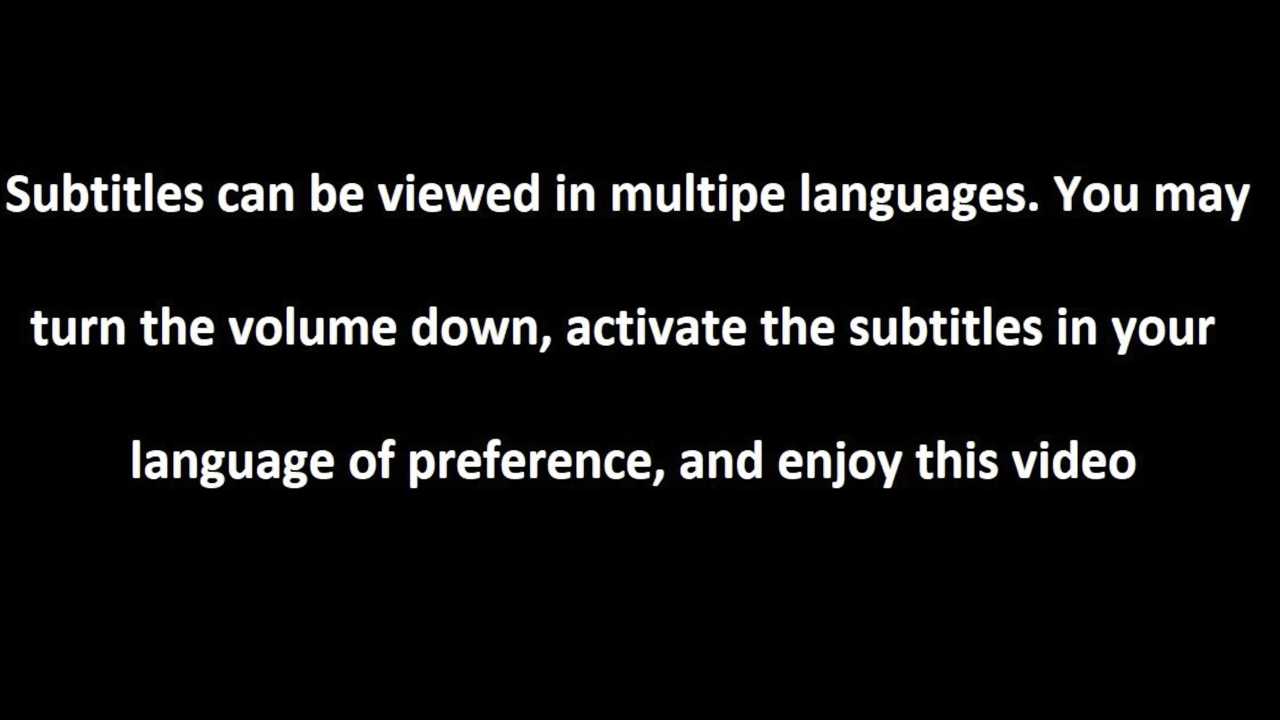 Subtitles can be viewed in multipe languages. You may
turn the volume down, activate the subtitles in your
language of preference, and enjoy this video